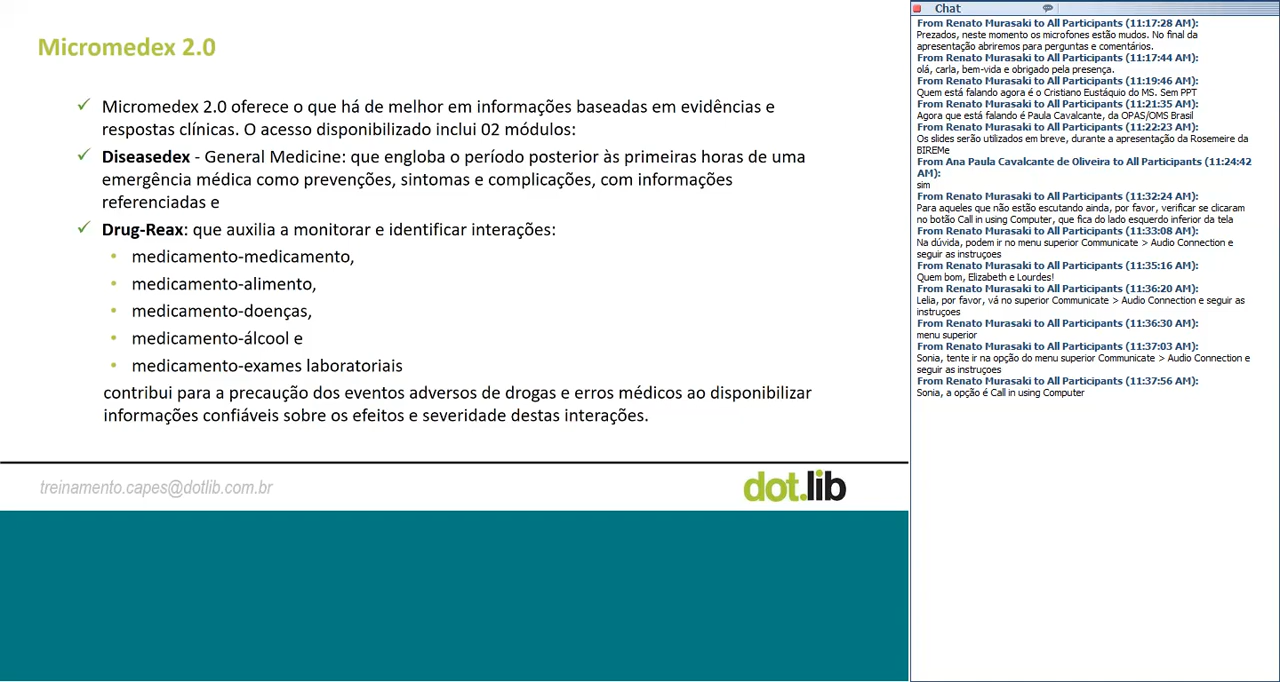 Micromedex 2.0
Micromedex 2.0 oferece o que há de melhor em informações baseadas em evidências e
respostas clínicas. O acesso disponibilizado inclui 02 módulos:
Diseasedex - General Medicine: que engloba o período posterior às primeiras horas de uma
emergência médica como prevenções, sintomas e complicações, com informações
referenciadas e
Drug-Reax: que auxilia a monitorar e identificar interações:
medicamento-medicamento,
medicamento-alimento,
medicamento-doenças,
medicamento-álcool e
medicamento-exames laboratoriais
contribui para a precaução dos eventos adversos de drogas e erros médicos ao disponibilizar
informações confiáveis sobre os efeitos e severidade destas interações.
treinamento.capes@dotlib.com.br
dot.lib
Chat
From Renato Murasaki to All Participants (11:17:28 AM):
Prezados, neste momento os microfones estão mudos. No final da
apresentação abriremos para perguntas e comentários.
From Renato Murasaki to All Participants (11:17:44 AM):
olá, carla, bem-vida e obrigado pela presença.
From Renato Murasaki to All Participants (11:19:46 AM):
Quem está falando agora é o Cristiano Eustáquio do MS. Sem PPT
From Renato Murasaki to All Participants (11:21:35 AM):
Agora que está falando é Paula Cavalcante, da OPAS/OMS Brasil
From Renato Murasaki to All Participants (11:22:23 AM):
Os slides serão utilizados em breve, durante a apresentação da Rosemeire da
BIREMe
From Ana Paula Cavalcante de Oliveira to All Participants (11:24:42
AM):
sim
From Renato Murasaki to All Participants (11:32:24 AM):
Para aqueles que não estão escutando ainda, por favor, verificar se clicaram
no botão Call in using Computer, que fica do lado esquerdo inferior da tela
From Renato Murasaki to All Participants (11:33:08 AM):
Na dúvida, podem ir no menu superior Communicate > Audio Connection e
seguir as instruçoes
From Renato Murasaki to All Participants (11:35:16 AM):
Quem bom, Elizabeth e Lourdes!
From Renato Murasaki to All Participants (11:36:20 AM):
Lelia, por favor, vá no superior Communicate > Audio Connection e seguir as
instruçoes
From Renato Murasaki to All Participants (11:36:30 AM):
menu superior
From Renato Murasaki to All Participants (11:37:03 AM):
Sonia, tente ir na opção do menu superior Communicate > Audio Connection e
seguir as instruçoes
From Renato Murasaki to All Participants (11:37:56 AM):
Sonia, a opção é Call in using Computer